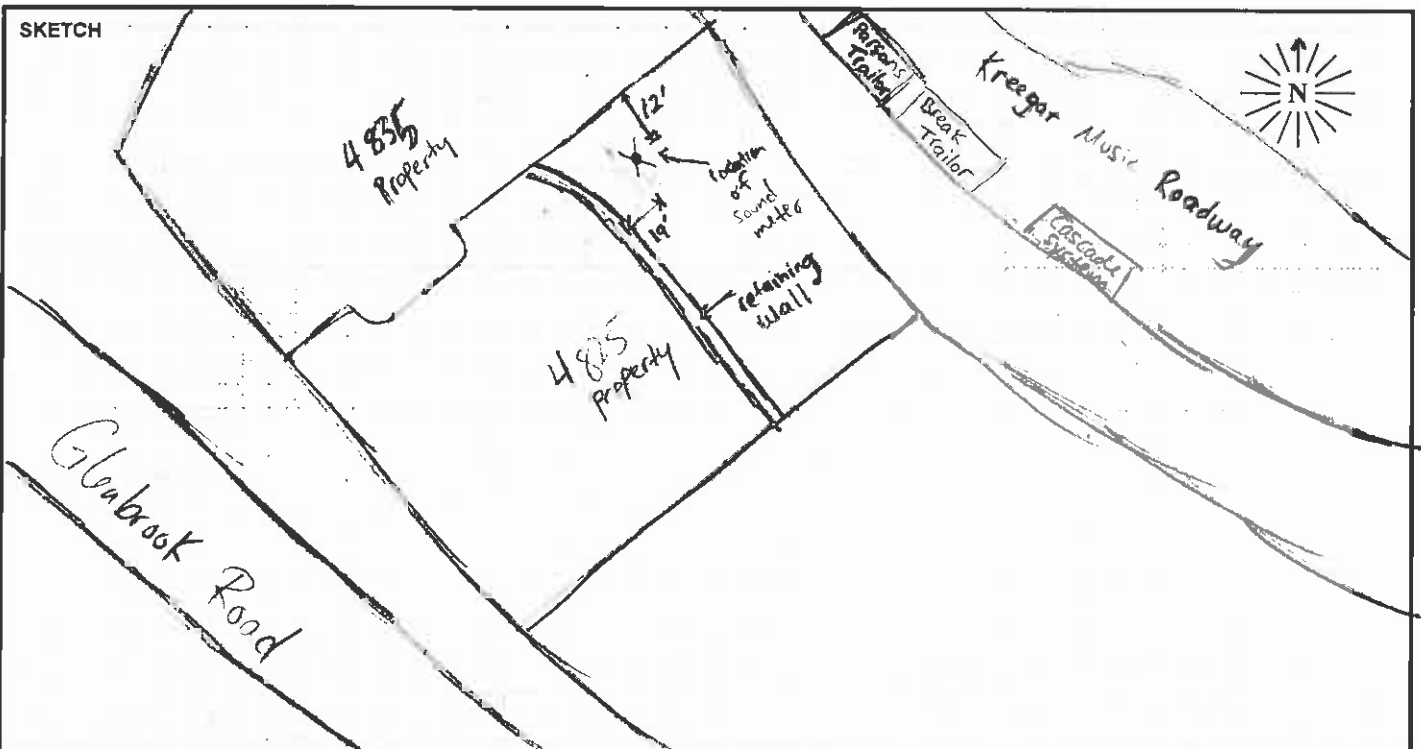 SKETCH
N
Parsons
Trailor
Break
Trailor
Kreegar Music Roadway
Cascade
System
4835
Property
12'
location
of
sound
meter
19'
retaining
wall
4825
property
Glenbrook Road